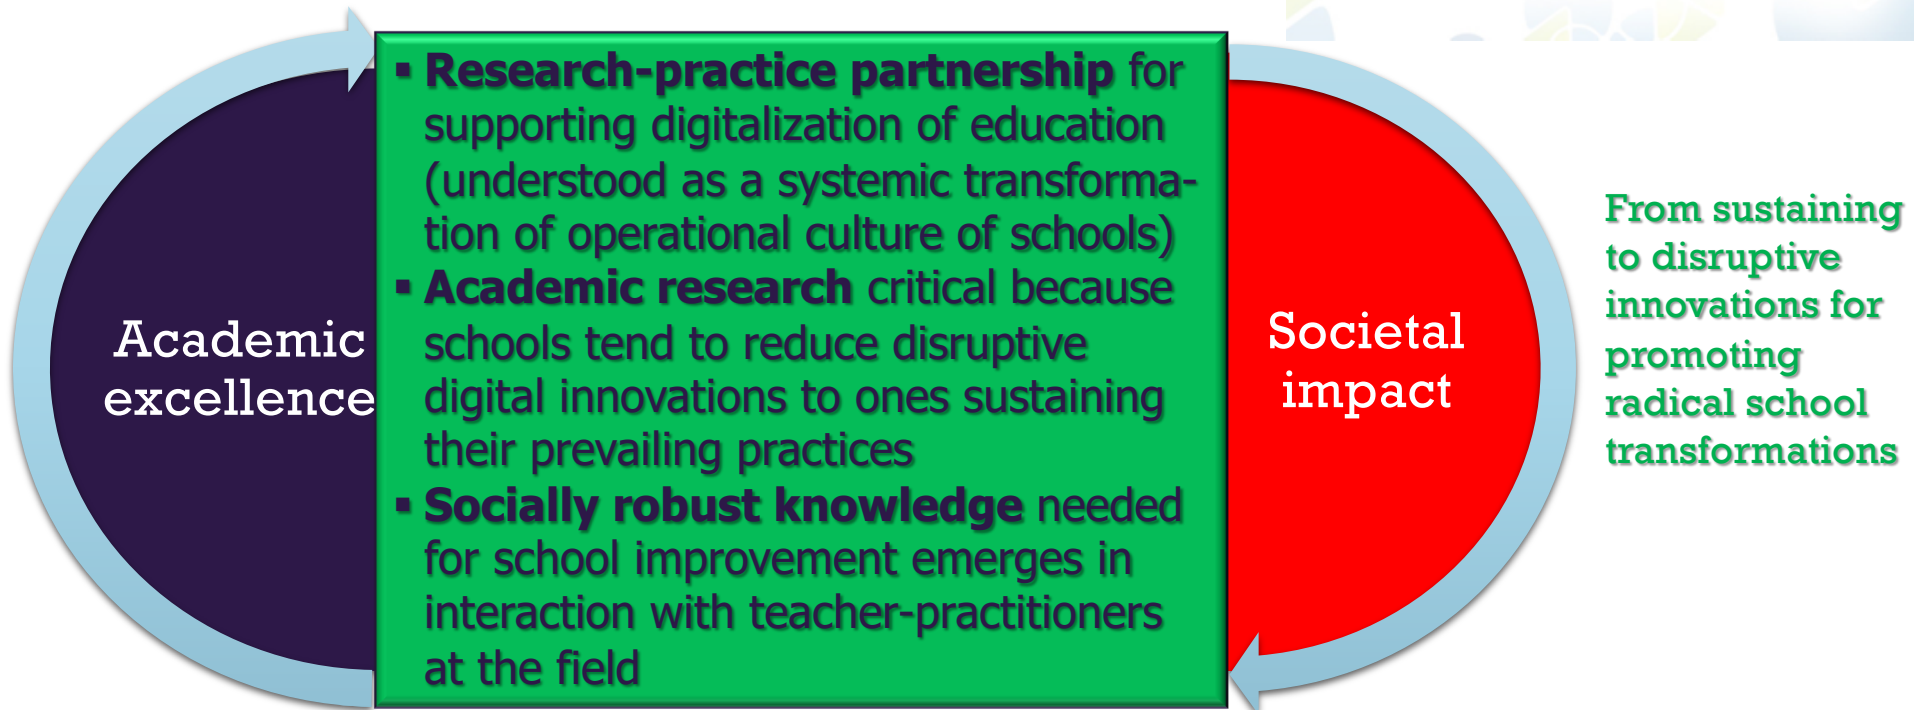 Academic
excellence
▪ Research-practice partnership for
supporting digitalization of education
(understood as a systemic transforma-
tion of operational culture of schools)
▪ Academic research critical because
schools tend to reduce disruptive
digital innovations to ones sustaining
their prevailing practices
▪ Socially robust knowledge needed
for school improvement emerges in
interaction with teacher-practitioners
at the field
Societal
impact
From sustaining
to disruptive
innovations for
promoting
radical school
transformations